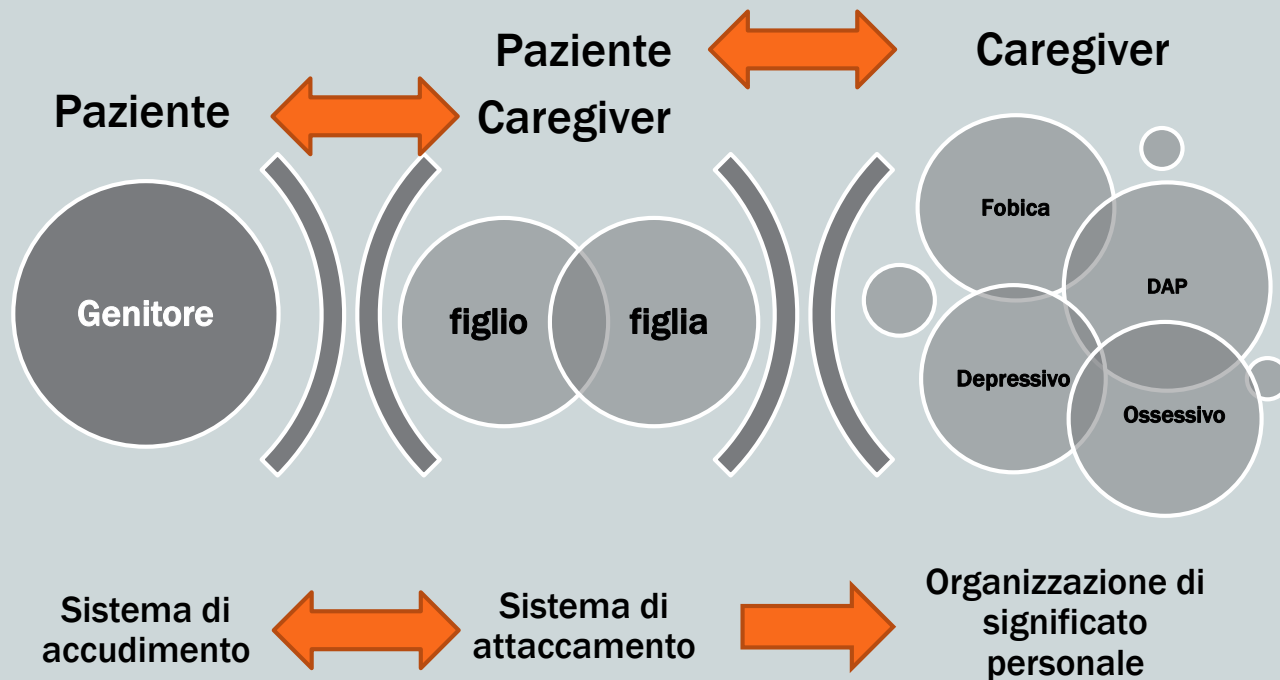 Paziente
Paziente
Caregiver
Caregiver
Genitore
figlio
figlia
Fobica
DAP
Depressivo
Ossessivo
Sistema di
accudimento
Sistema di
attaccamento
Organizzazione di
significato
personale